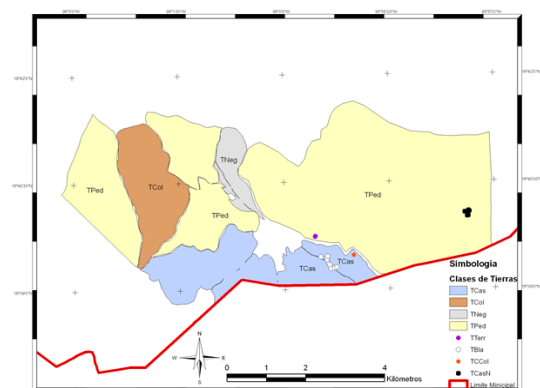 TPed
TCol
TNeg
TPed
TPed
TCas
TCas
Simbologia
Clases de Tierras
TCas
TCol
TNeg
TPed
TTerr
TBla
TCCol
TCasN
Limite Minicipal
N
W
E
S
0
1
2
4
Kilómetros